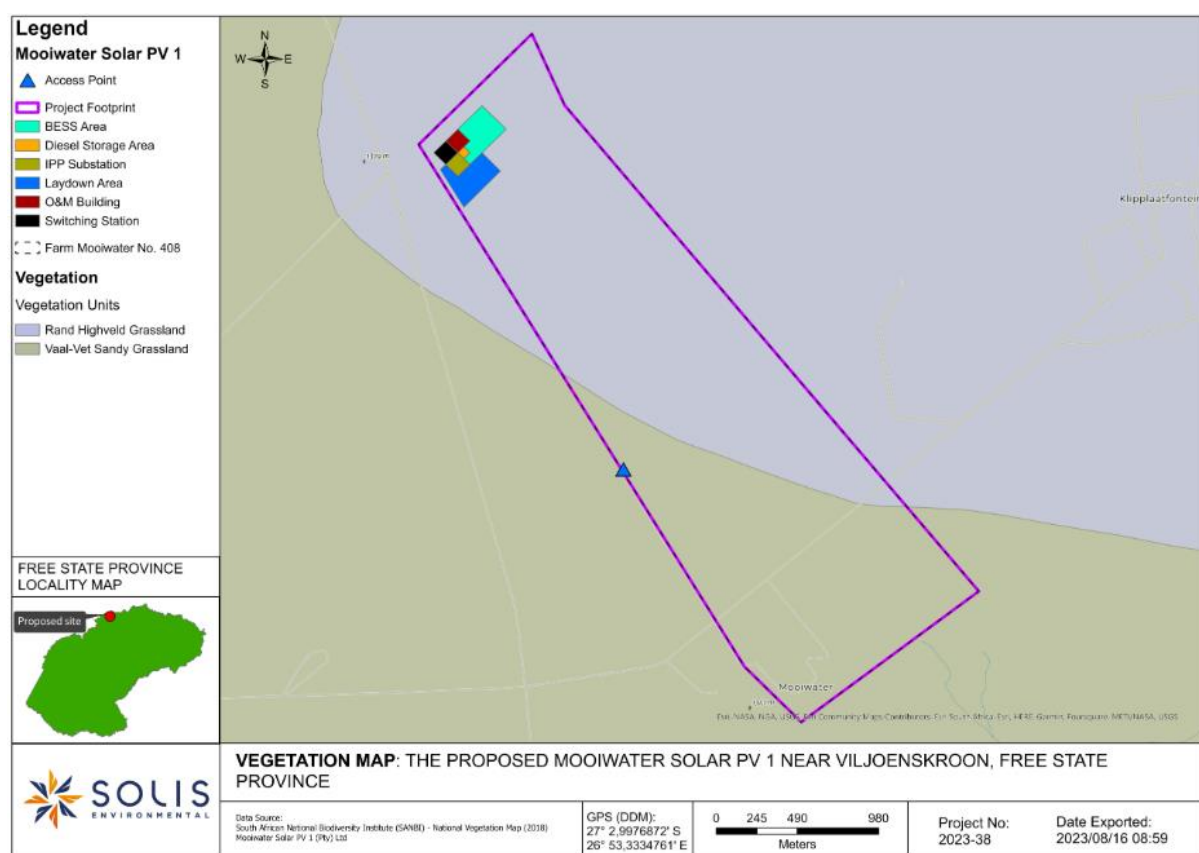 Legend
Mooiwater Solar PV 1
Access Point
Project Footprint
BESS Area
Diesel Storage Area
IPP Substation
Laydown Area
O&M Building
Switching Station
Farm Mooiwater No. 408
Vegetation
Vegetation Units
Rand Highveld Grassland
Vaal-Vet Sandy Grassland
N
W E
S
Klipplaatfontein
Mooiwater
FREE STATE PROVINCE
LOCALITY MAP
Proposed site
SOLIS
ENVIRONMENTAL
VEGETATION MAP: THE PROPOSED MOOIWATER SOLAR PV 1 NEAR VILJOENSKROON, FREE STATE
PROVINCE
Data Source:
South African National Biodiversity Institute (SANBI) - National Vegetation Map (2018)
Mooiwater Solar PV 1 (Pty) Ltd
GPS (DDM):
27° 2,9976872' S
26° 53,3334761' E
0 245 490 980
Meters
Project No:
2023-38
Date Exported:
2023/08/16 08:59